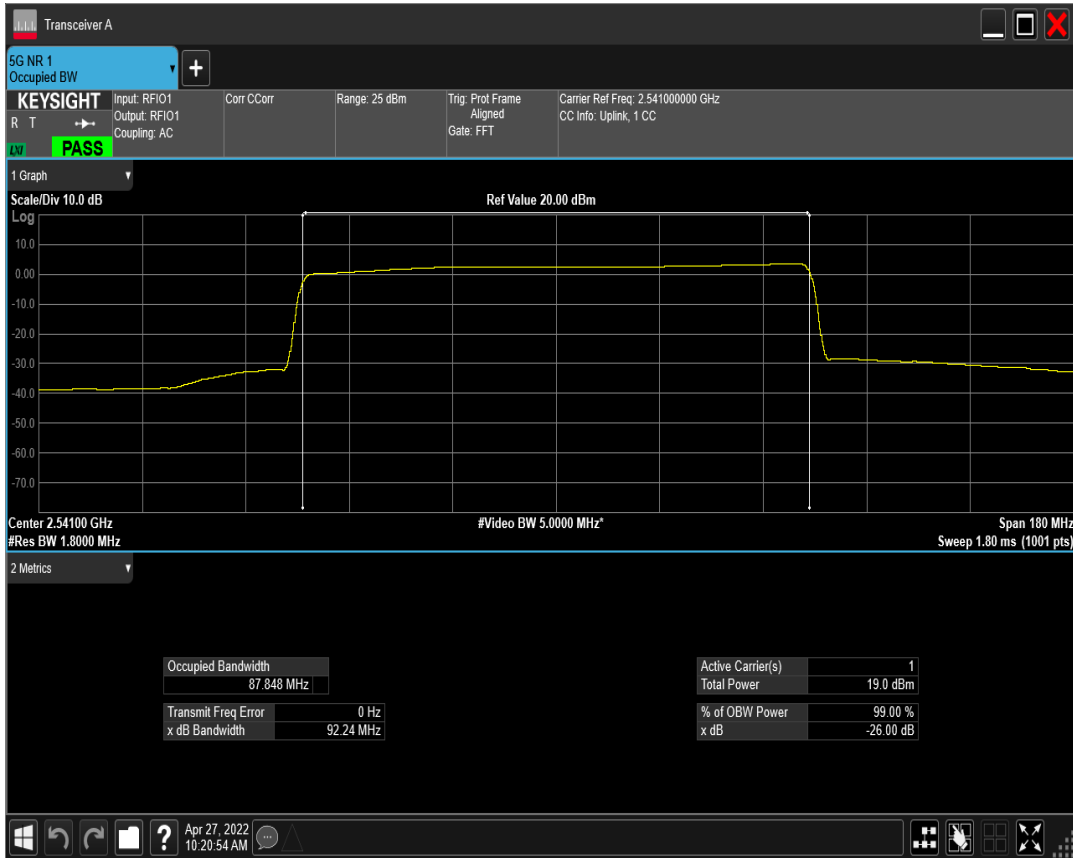 Transceiver A
5G NR 1
Occupied BW
+
KEYSIGHT
R T
LXI
PASS
Input: RFIO1
Output: RFIO1
Coupling: AC
Corr CCorr
Range: 25 dBm
Trig: Prot Frame
Aligned
Gate: FFT
Carrier Ref Freq: 2.541000000 GHz
CC Info: Uplink, 1 CC
1 Graph
Scale/Div 10.0 dB
Ref Value 20.00 dBm
Log
10.0
0.00
-10.0
-20.0
-30.0
-40.0
-50.0
-60.0
-70.0
Center 2.54100 GHz
#Video BW 5.0000 MHz*
Span 180 MHz
#Res BW 1.8000 MHz
Sweep 1.80 ms (1001 pts)
2 Metrics
Occupied Bandwidth
87.848 MHz
Transmit Freq Error 0 Hz
x dB Bandwidth 92.24 MHz
Active Carrier(s) 1
Total Power 19.0 dBm
% of OBW Power 99.00 %
x dB -26.00 dB
?
Apr 27, 2022
10:20:54 AM